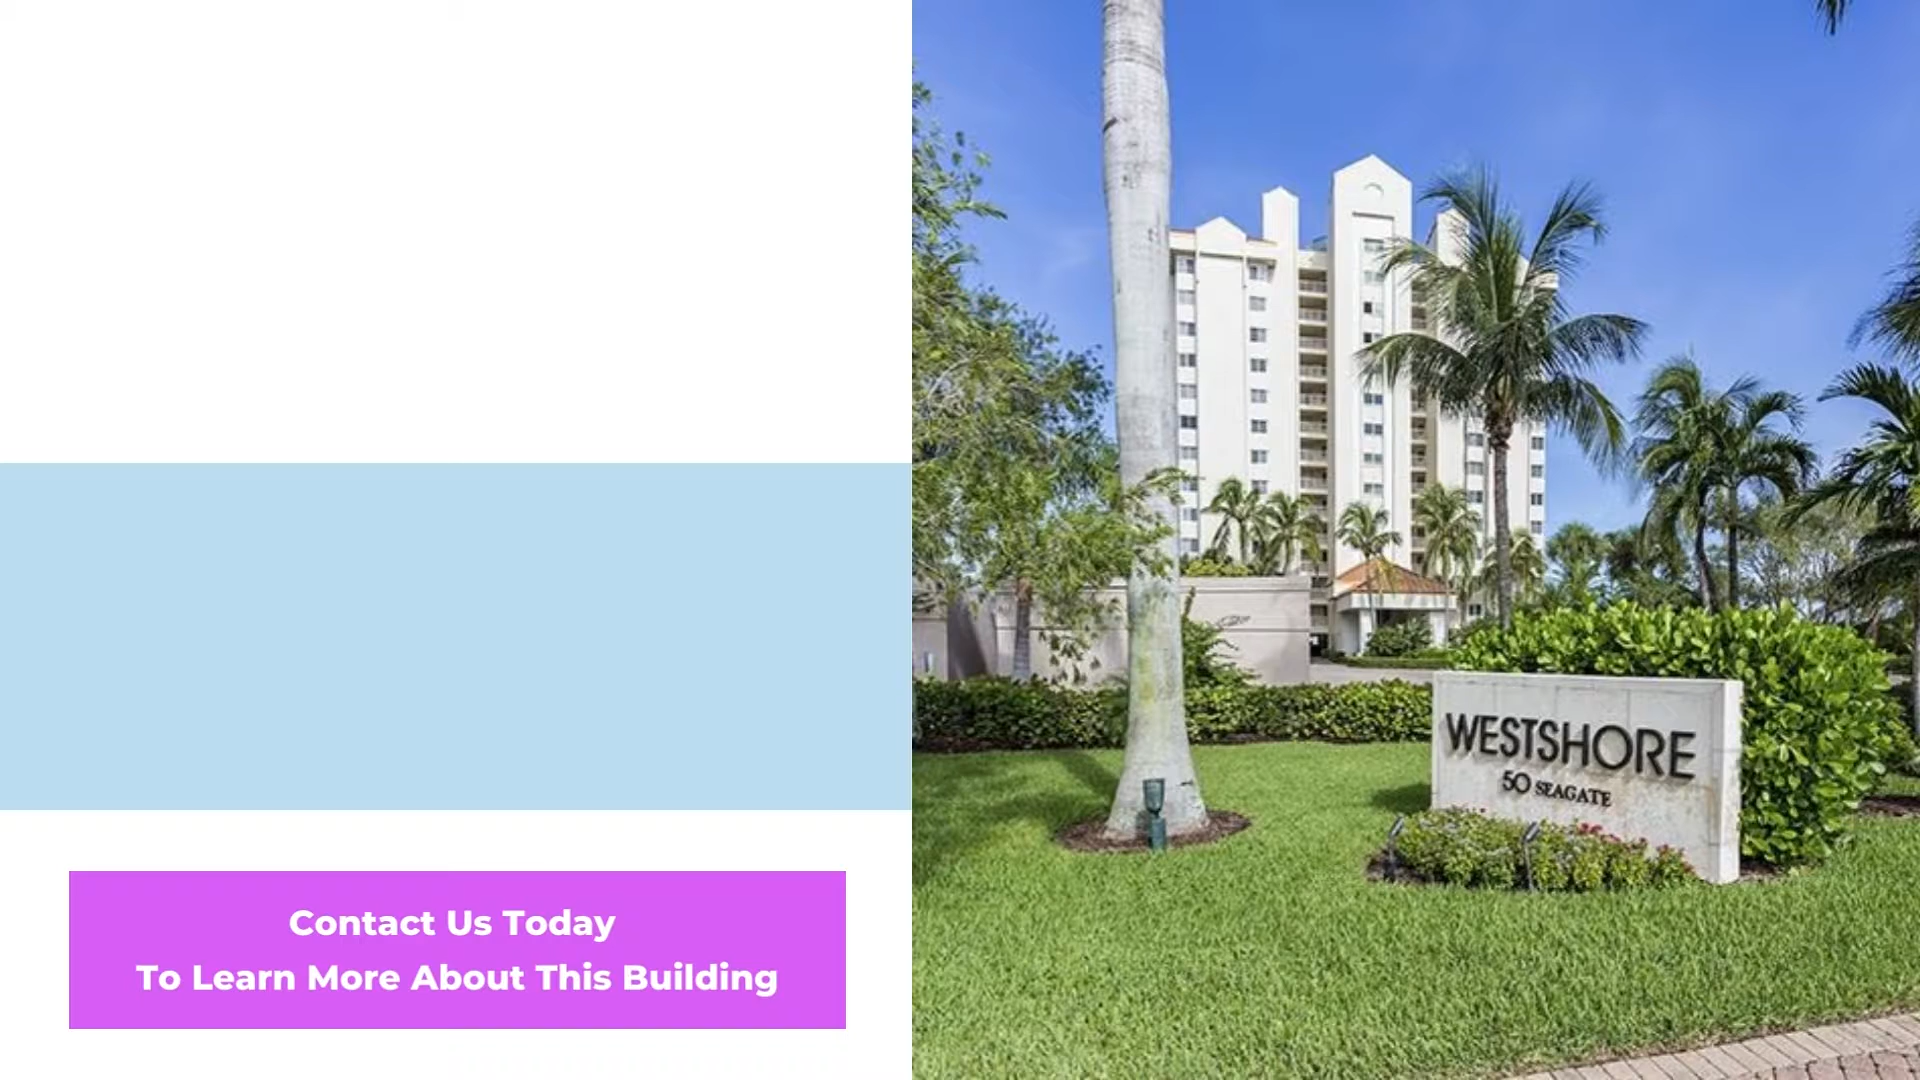 Contact Us Today
To Learn More About This Building
WESTSHORE
50 SEAGATE